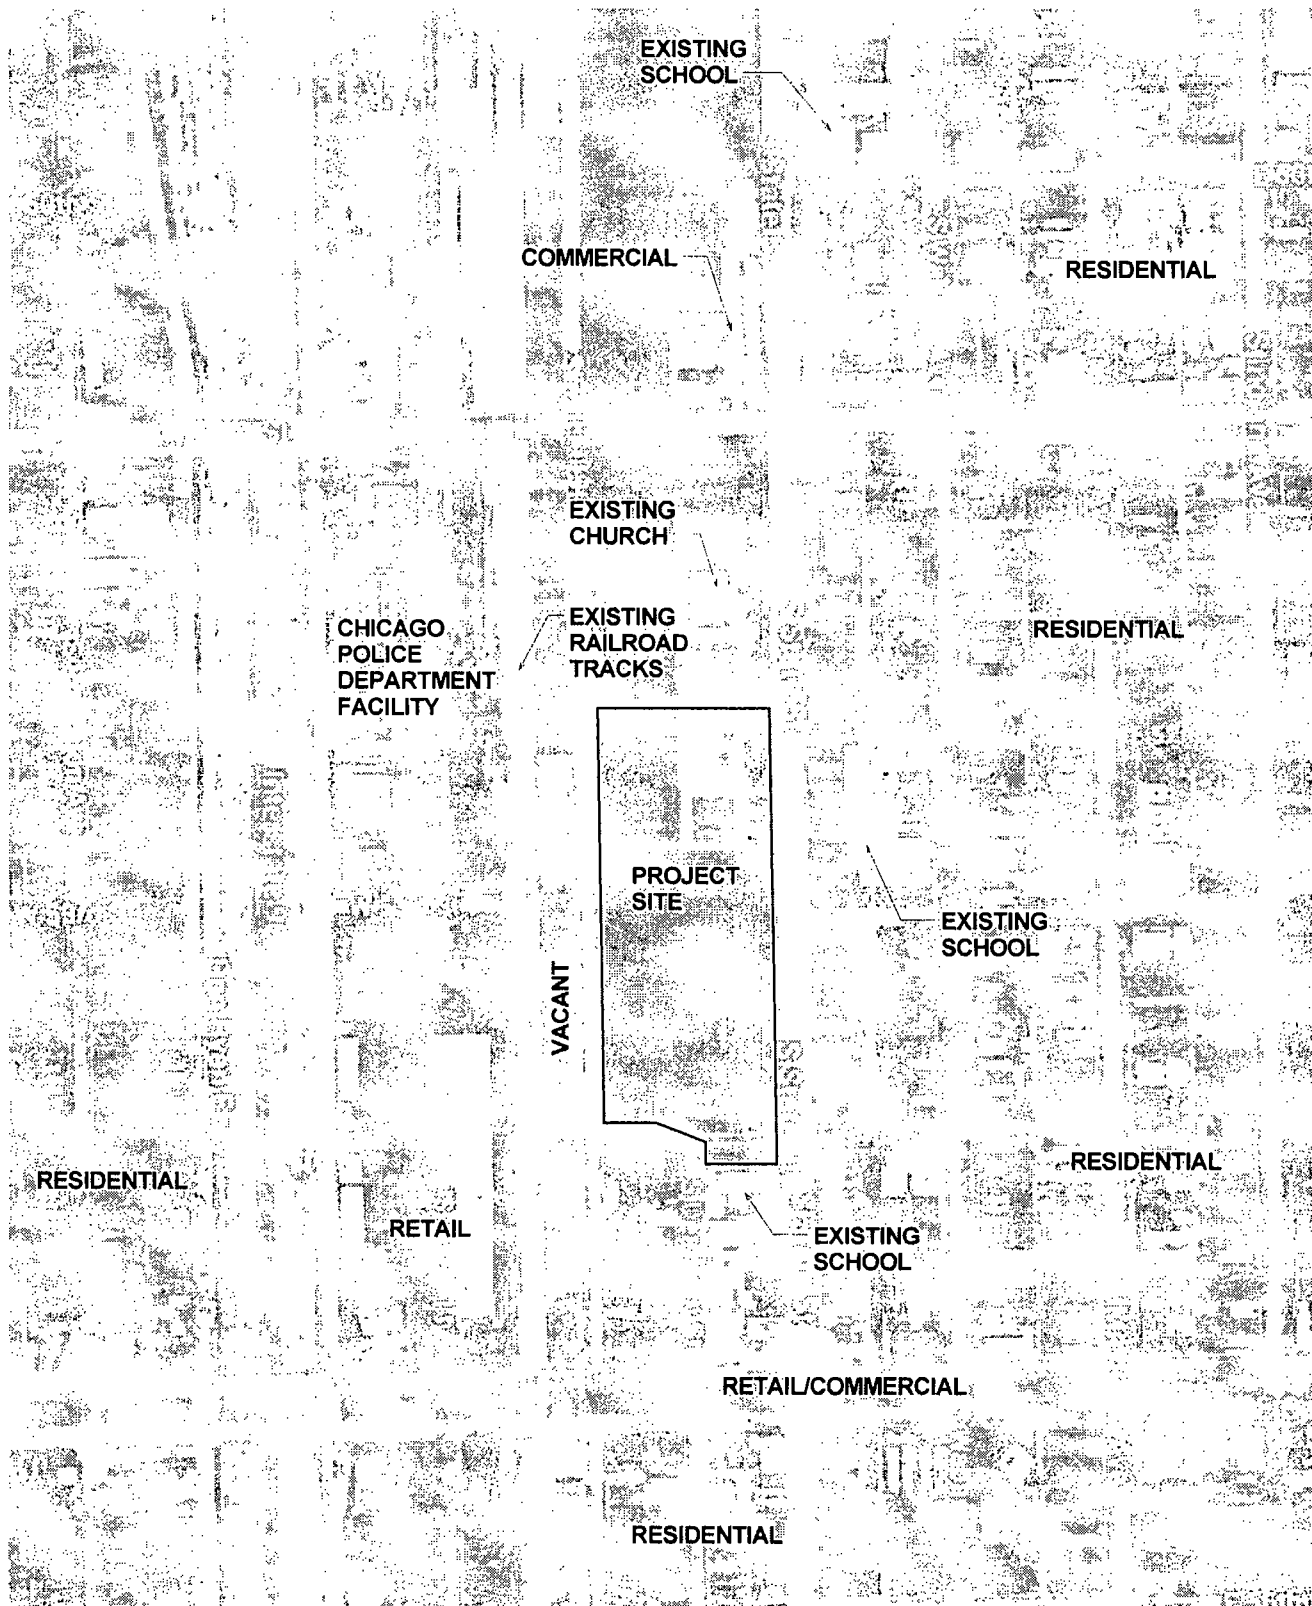 EXISTING
SCHOOL
COMMERCIAL
RESIDENTIAL
EXISTING
CHURCH
CHICAGO
POLICE
DEPARTMENT
FACILITY
EXISTING
RAILROAD
TRACKS
RESIDENTIAL
PROJECT
SITE
EXISTING
SCHOOL
VACANT
RESIDENTIAL
RESIDENTIAL
RETAIL
EXISTING
SCHOOL
RETAIL/COMMERCIAL
RESIDENTIAL